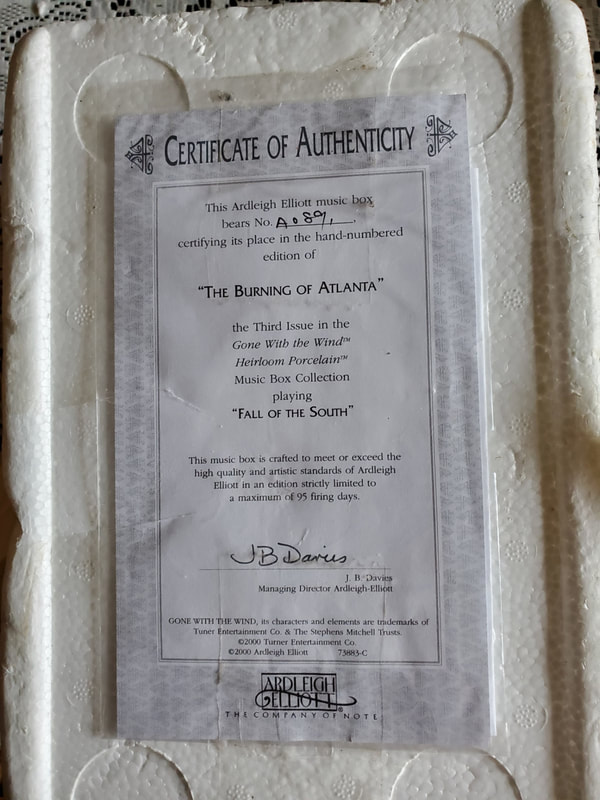 CERTIFICATE OF AUTHENTICITY
This Ardleigh Elliott music box
bears No. A089,
certifying its place in the hand-numbered
edition of
"THE BURNING OF ATLANTA"
the Third Issue in the
Gone With the Wind™
Heirloom Porcelain™
Music Box Collection
playing
"FALL OF THE SOUTH"
This music box is crafted to meet or exceed the
high quality and artistic standards of Ardleigh
Elliott in an edition strictly limited to
a maximum of 95 firing days.
JB Davies
J. B. Davies
Managing Director Ardleigh-Elliott
GONE WITH THE WIND, its characters and elements are trademarks of
Tuner Entertainment Co. & The Stephens Mitchell Trusts.
©2000 Turner Entertainment Co.
©2000 Ardleigh Elliott 73883-C
ARDLEIGH
ELLIOTT®
THE COMPANY OF NOTE